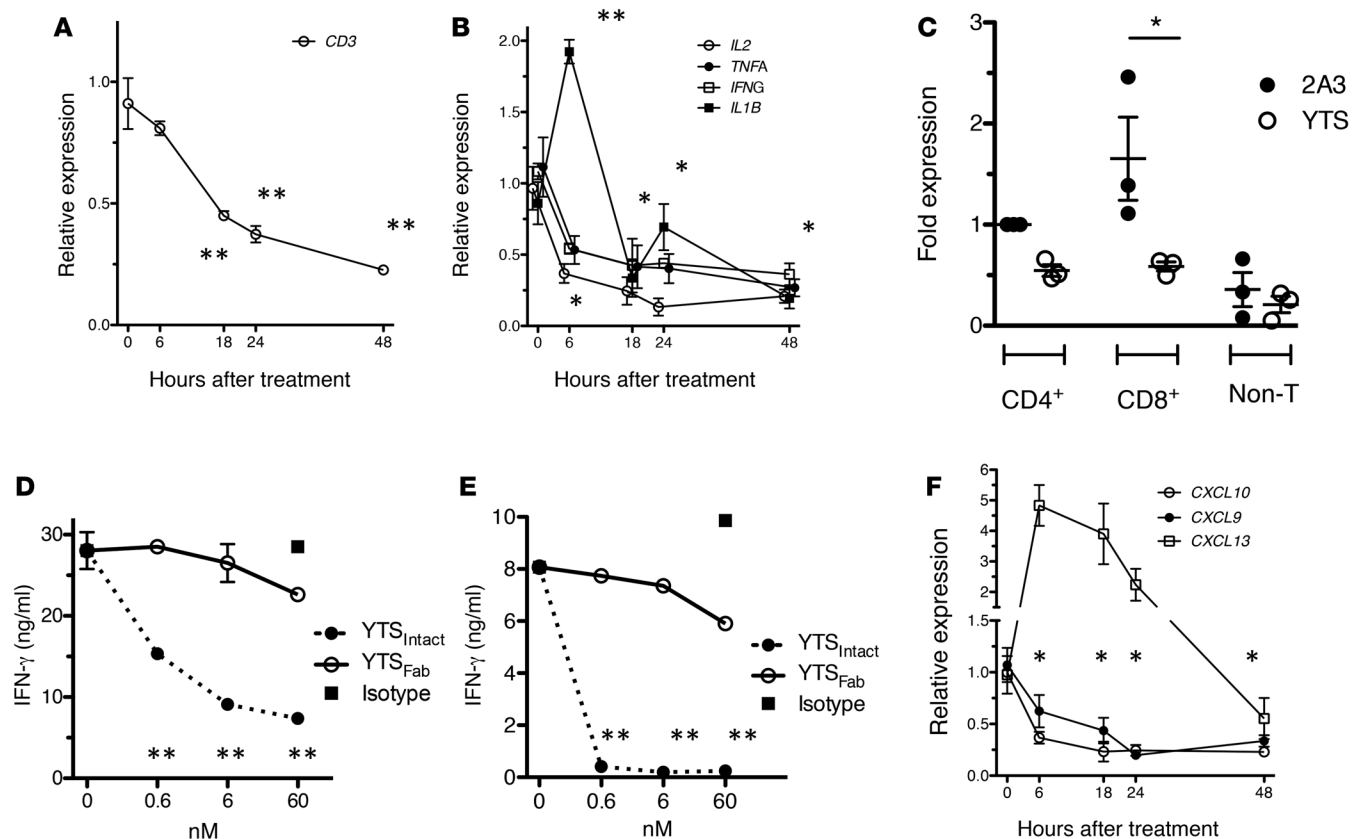 A
CD3
Relative expression
1.0
0.5
0.0
**
**
**
0 6 18 24 48
Hours after treatment
B
**
IL2
TNFA
IFNG
IL1B
Relative expression
2.0
1.5
1.0
0.5
0.0
*
*
*
*
0 6 18 24 48
Hours after treatment
C
*
2A3
YTS
Fold expression
3
2
1
0
CD4+ CD8+ Non-T
D
IFN-γ (ng/ml)
30
20
10
0
YTSIntact
YTSFab
Isotype
** ** **
0 0.6 6 60
nM
E
IFN-γ (ng/ml)
10
8
6
4
2
0
YTSIntact
YTSFab
Isotype
** ** **
0 0.6 6 60
nM
F
CXCL10
CXCL9
CXCL13
Relative expression
6
5
4
3
2
1.5
1.0
0.5
0.0
* * * *
0 6 18 24 48
Hours after treatment